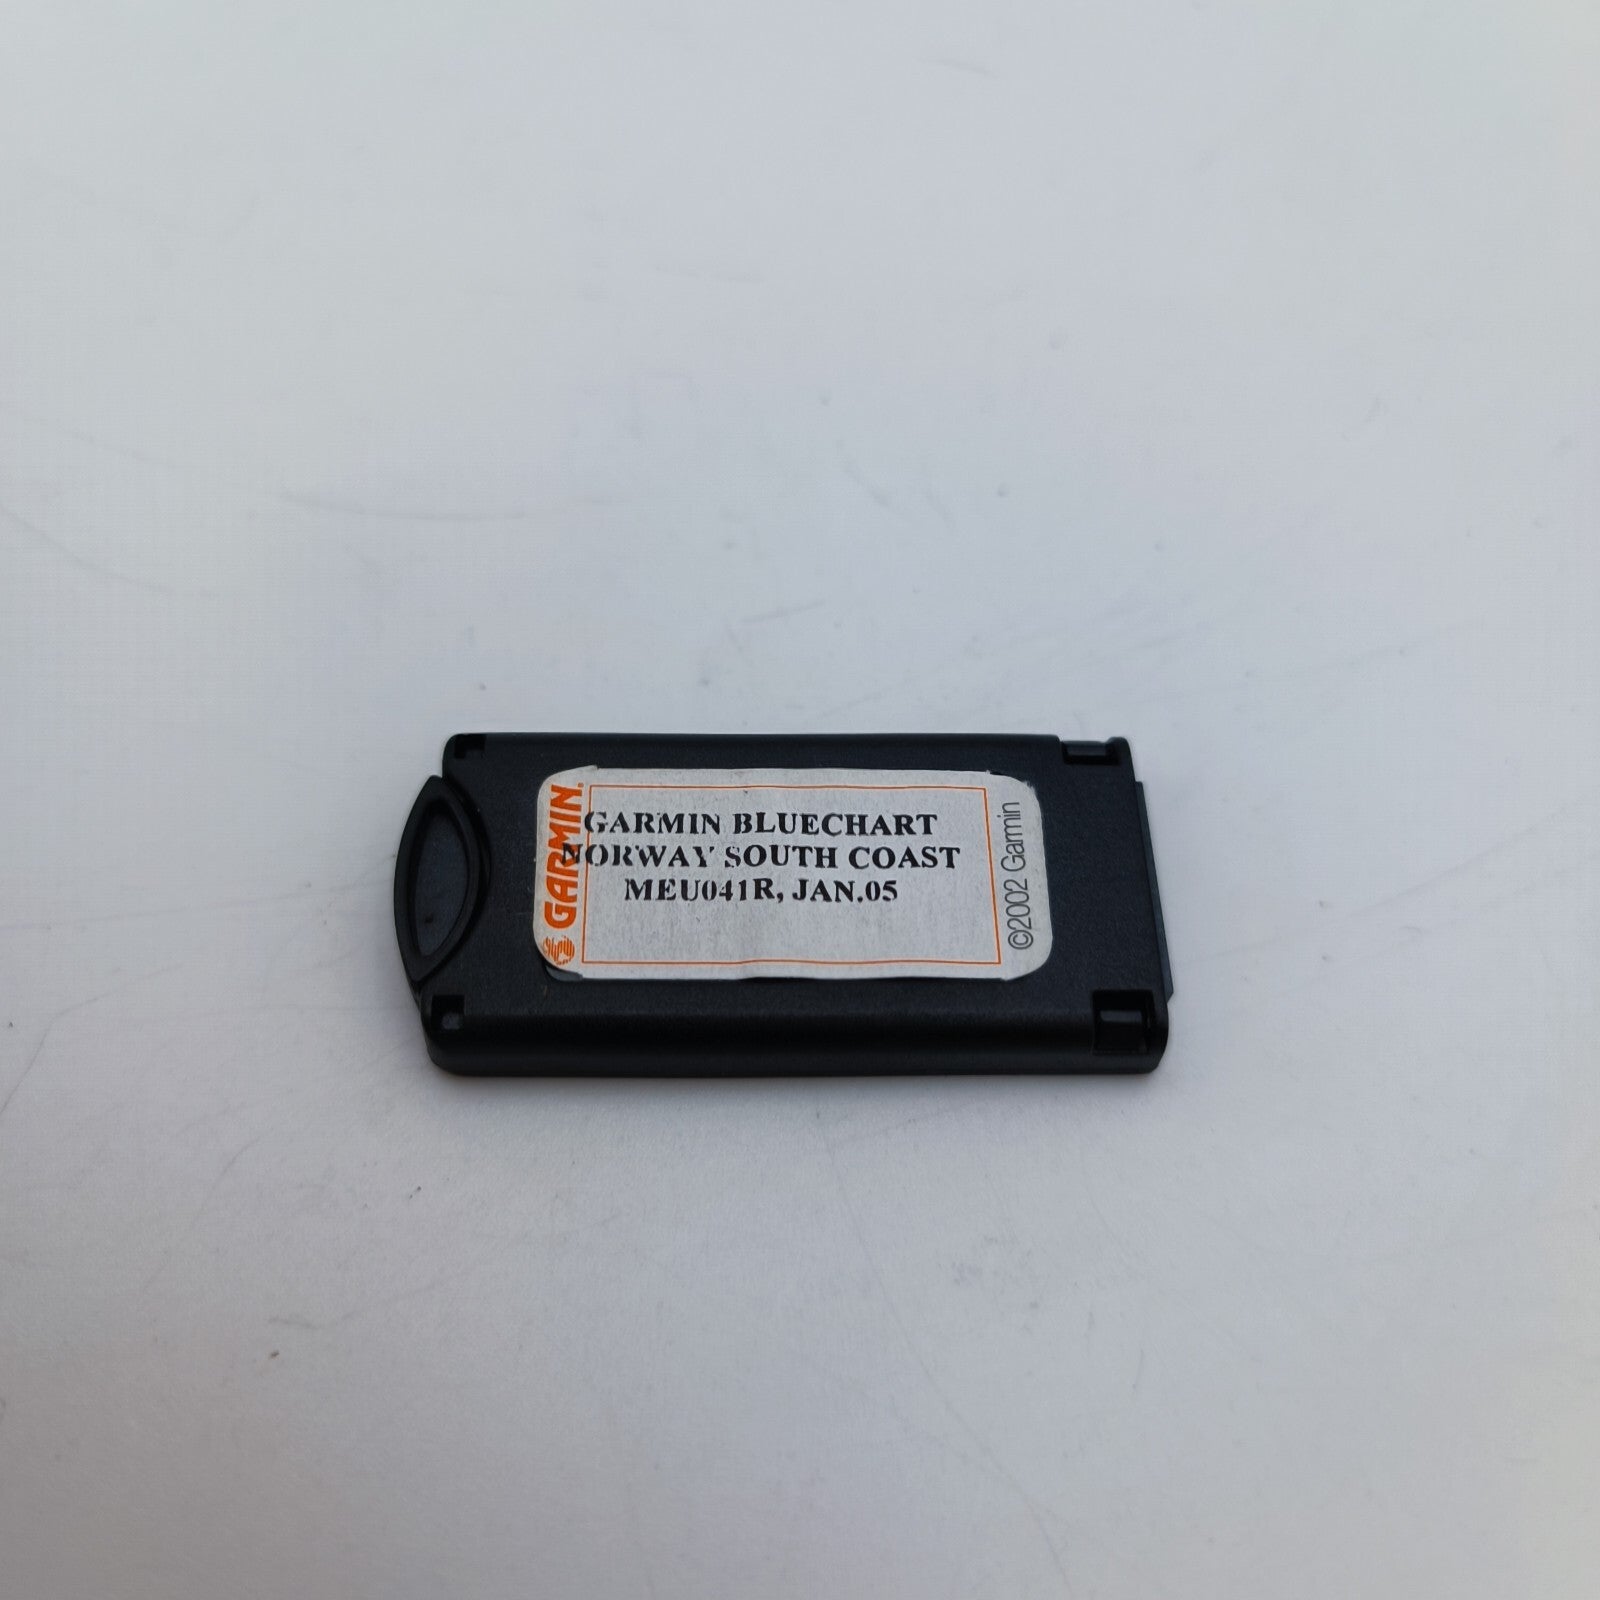 GARMIN BLUECHART
NORWAY SOUTH COAST
MEU041R, JAN.05
GARMIN.
©2002 Garmin